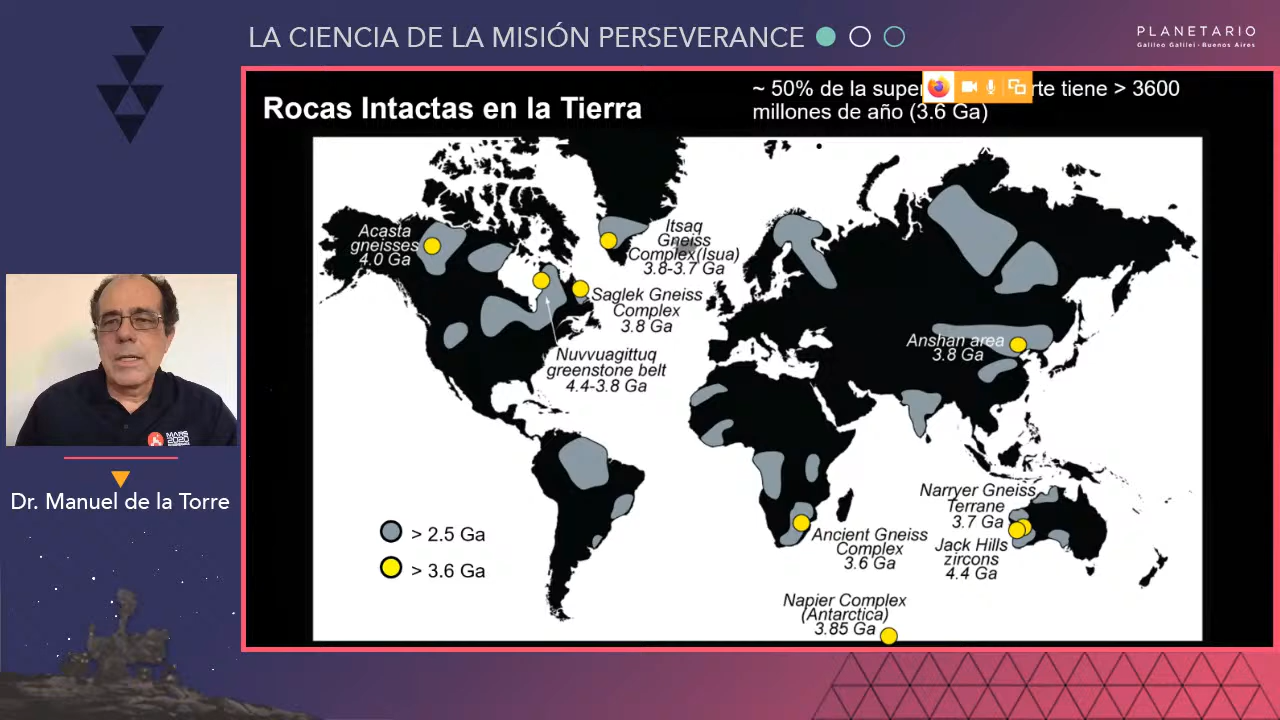 LA CIENCIA DE LA MISIÓN PERSEVERANCE
PLANETARIO
Galileo Galilei · Buenos Aires
Rocas Intactas en la Tierra
~ 50% de la tiene > 3600
millones de año (3.6 Ga)
Acasta
gneisses
4.0 Ga
Itsaq
Gneiss
Complex(Isua)
3.8-3.7 Ga
Saglek Gneiss
Complex
3.8 Ga
Nuvvuagittuq
greenstone belt
4.4-3.8 Ga
Anshan area
3.8 Ga
Narryer Gneiss
Terrane
3.7 Ga
Jack Hills
zircons
4.4 Ga
Ancient Gneiss
Complex
3.6 Ga
Napier Complex
(Antarctica)
3.85 Ga
> 2.5 Ga
> 3.6 Ga
MARS
2020
Dr. Manuel de la Torre